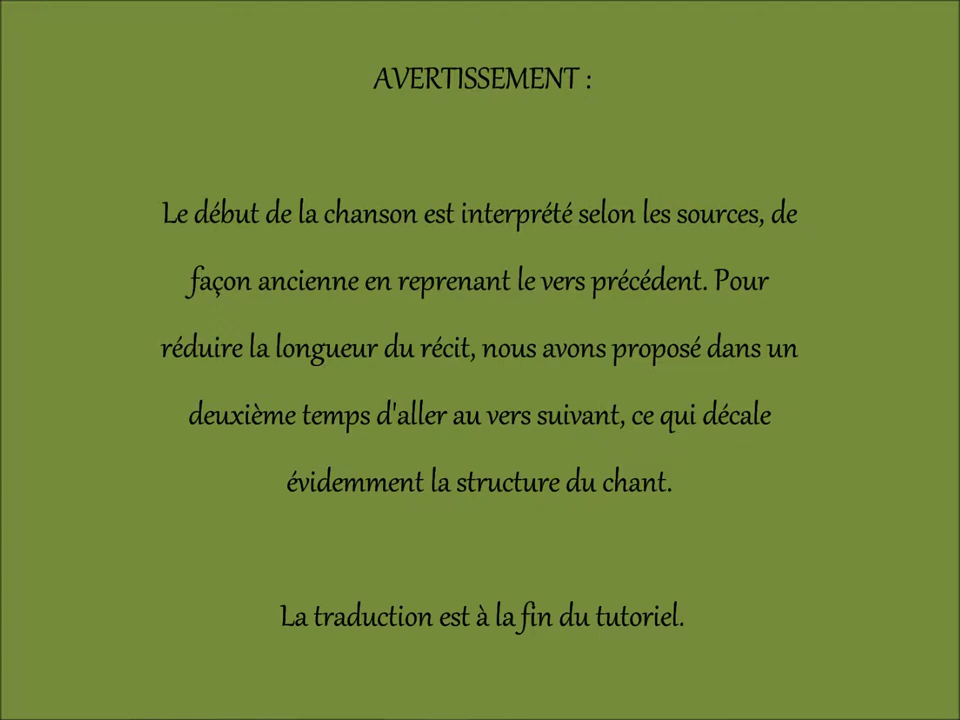 AVERTISSEMENT :
Le début de la chanson est interprété selon les sources, de
façon ancienne en reprenant le vers précédent. Pour
réduire la longueur du récit, nous avons proposé dans un
deuxième temps d'aller au vers suivant, ce qui décale
évidemment la structure du chant.
La traduction est à la fin du tutoriel.